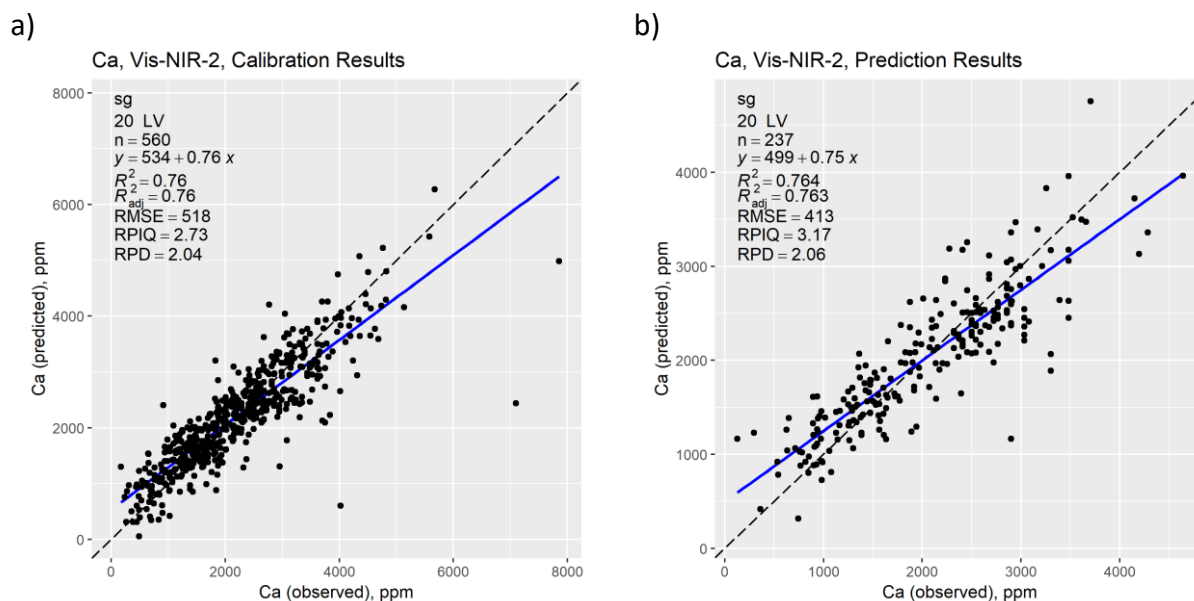 a)
Ca, Vis-NIR-2, Calibration Results
sg
20 LV
n = 560
y = 534 + 0.76 x
R² = 0.76
R²adj = 0.76
RMSE = 518
RPIQ = 2.73
RPD = 2.04
8000
6000
4000
2000
0
Ca (predicted), ppm
0 2000 4000 6000 8000
Ca (observed), ppm
b)
Ca, Vis-NIR-2, Prediction Results
sg
20 LV
n = 237
y = 499 + 0.75 x
R² = 0.764
R²adj = 0.763
RMSE = 413
RPIQ = 3.17
RPD = 2.06
4000
3000
2000
1000
0
Ca (predicted), ppm
0 1000 2000 3000 4000
Ca (observed), ppm